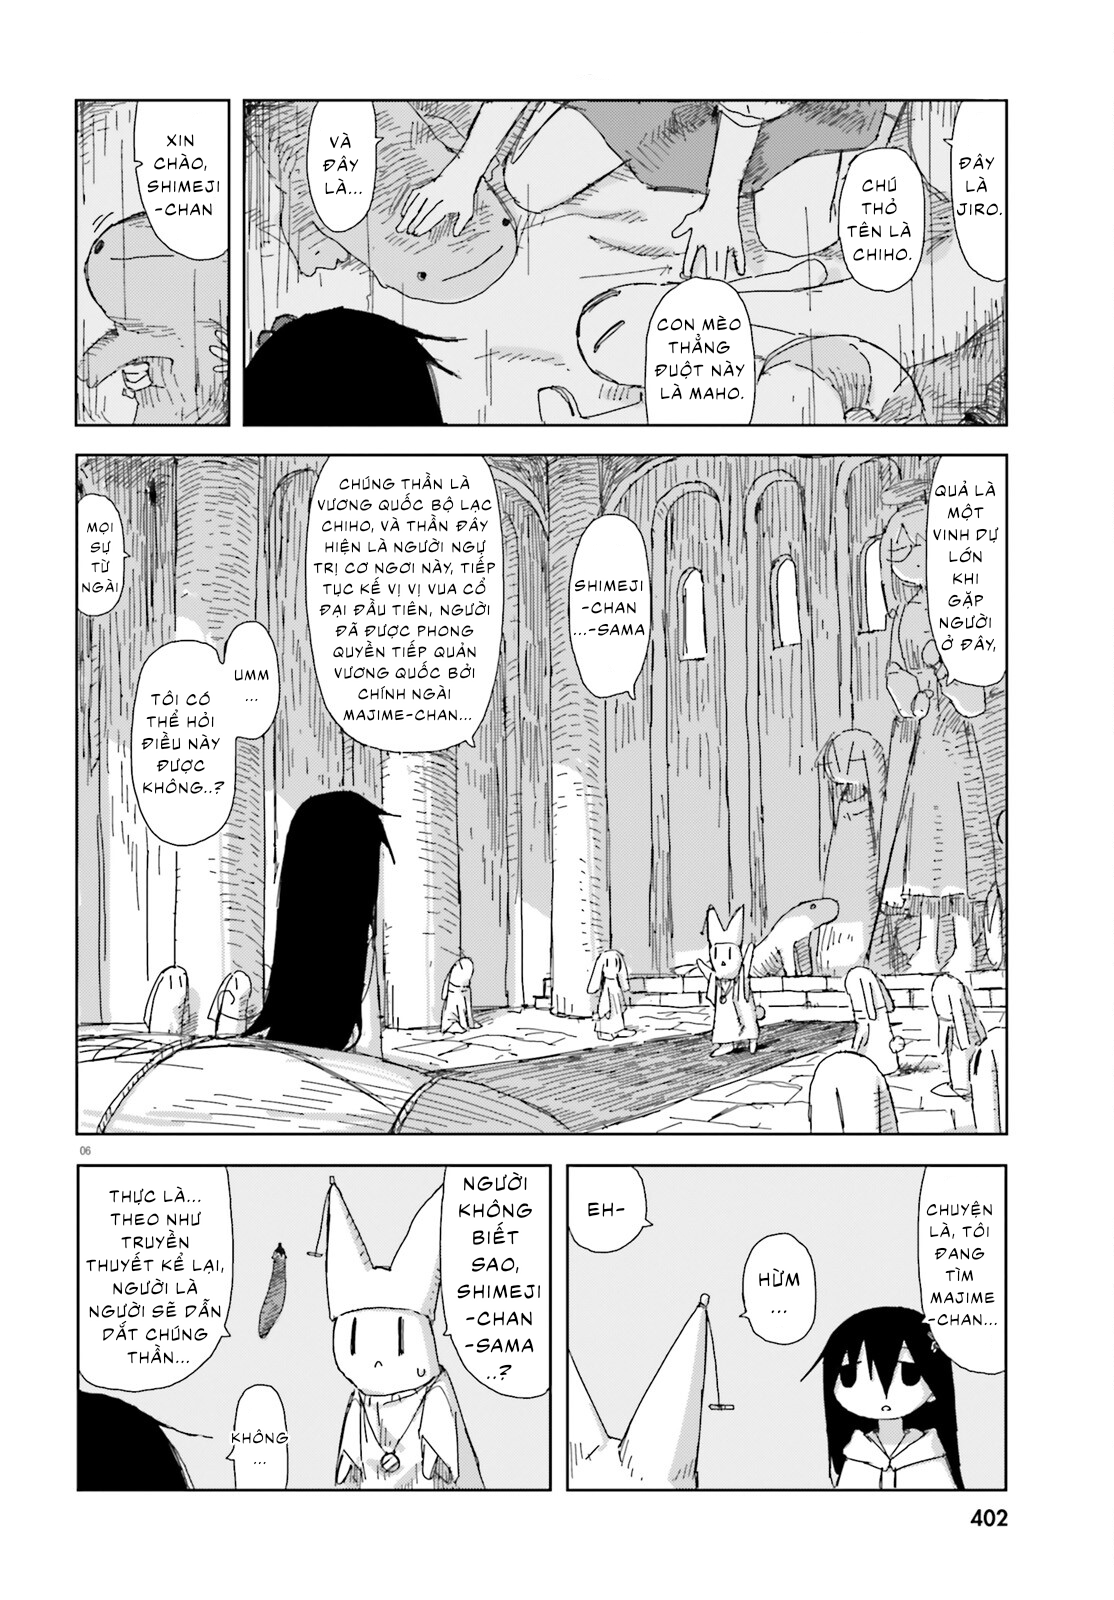 ĐÂY
LÀ
JIRO.
CHÚ
THỎ
TÊN LÀ
CHIHO.
CON MÈO
THẲNG
ĐUỘT NÀY
LÀ MAHO.
VÀ
ĐÂY
LÀ...
XIN
CHÀO,
SHIMEJI
-CHAN
QUẢ LÀ
MỘT
VINH DỰ
LỚN
KHI
GẶP
NGƯỜI
Ở ĐÂY,
SHIMEJI
-CHAN
...-SAMA
CHÚNG THẦN LÀ
VƯƠNG QUỐC BỘ LẠC
CHIHO, VÀ THẦN ĐÂY
HIỆN LÀ NGƯỜI NGỰ
TRỊ CƠ NGƠI NÀY, TIẾP
TỤC KẾ VỊ VỊ VUA CỔ
ĐẠI ĐẦU TIÊN, NGƯỜI
ĐÃ ĐƯỢC PHONG
QUYỀN TIẾP QUẢN
VƯƠNG QUỐC BỞI
CHÍNH NGÀI
MAJIME-CHAN...
MỌI
SỰ
TỪ
NGÀI
UMM
...
TÔI CÓ
THỂ HỎI
ĐIỀU NÀY
ĐƯỢC
KHÔNG..?
06
CHUYỆN
LÀ, TÔI
ĐANG
TÌM
MAJIME
-CHAN...
HỪM
...
EH-
NGƯỜI
KHÔNG
BIẾT
SAO,
SHIMEJI
-CHAN
-SAMA
..?
THỰC LÀ...
THEO NHƯ
TRUYỀN
THUYẾT KỂ LẠI,
NGƯỜI LÀ
NGƯỜI SẼ DẪN
DẮT CHÚNG
THẦN...
KHÔNG
...
402